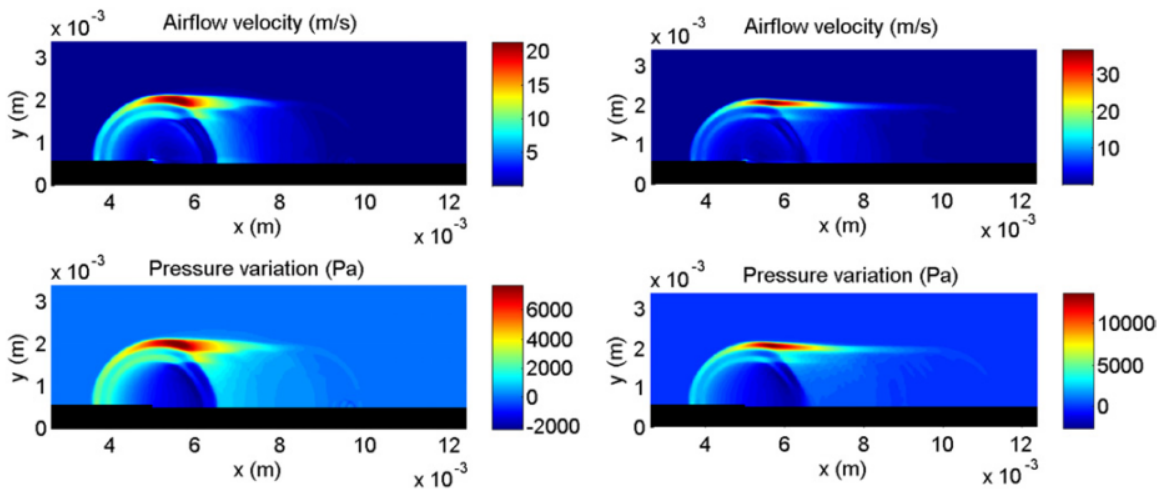 Airflow velocity (m/s)
x 10⁻³
3
2
1
0
y (m)
4 6 8 10 12
x (m)
x 10⁻³
20
15
10
5
Airflow velocity (m/s)
x 10⁻³
3
2
1
0
y (m)
4 6 8 10 12
x (m)
x 10⁻³
30
20
10
Pressure variation (Pa)
x 10⁻³
3
2
1
0
y (m)
4 6 8 10 12
x (m)
x 10⁻³
6000
4000
2000
0
-2000
Pressure variation (Pa)
x 10⁻³
3
2
1
0
y (m)
4 6 8 10 12
x (m)
x 10⁻³
10000
5000
0